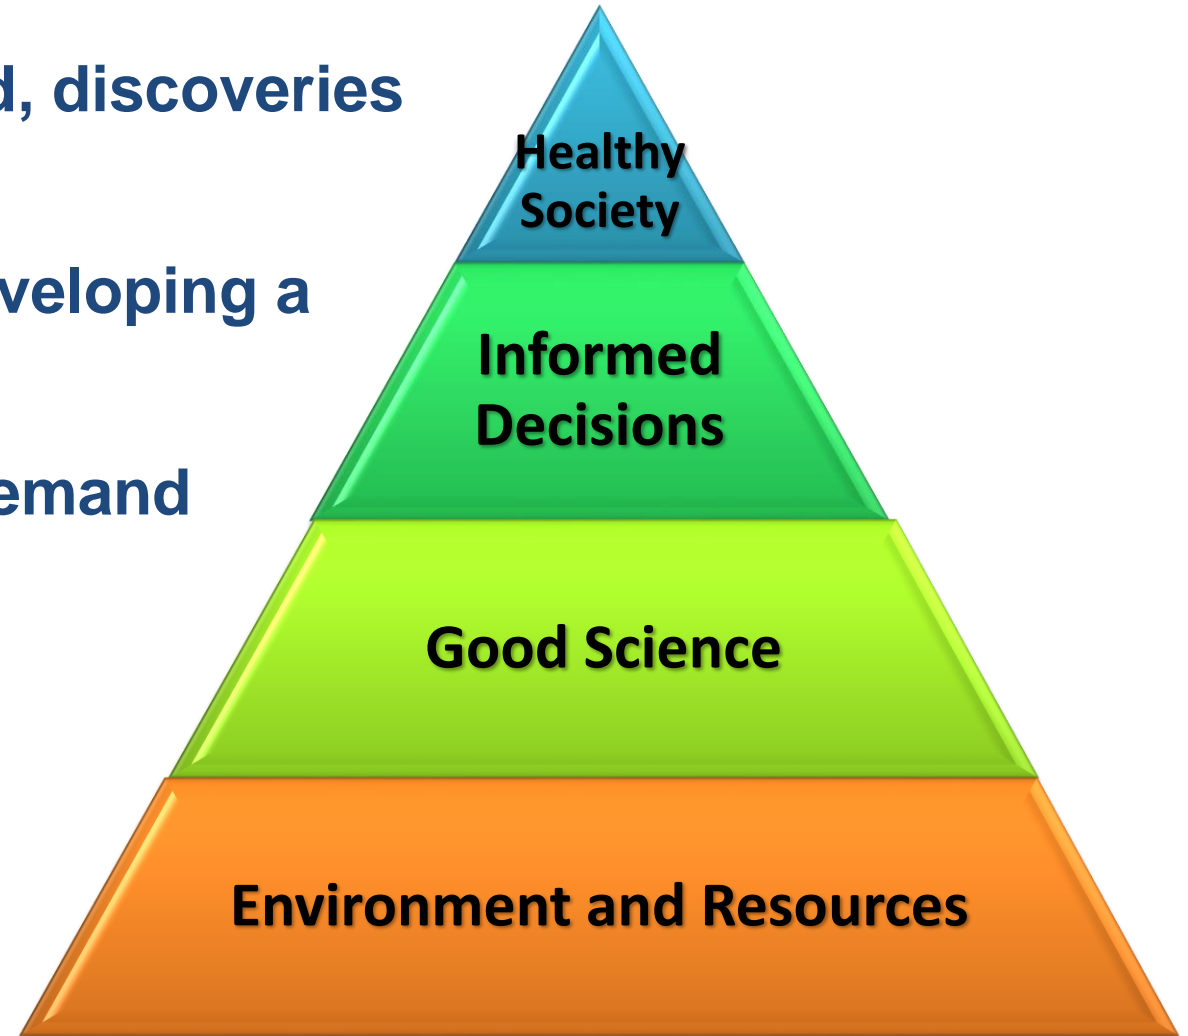 d, discoveries
Healthy
Society
veloping a
Informed
Decisions
emand
Good Science
Environment and Resources